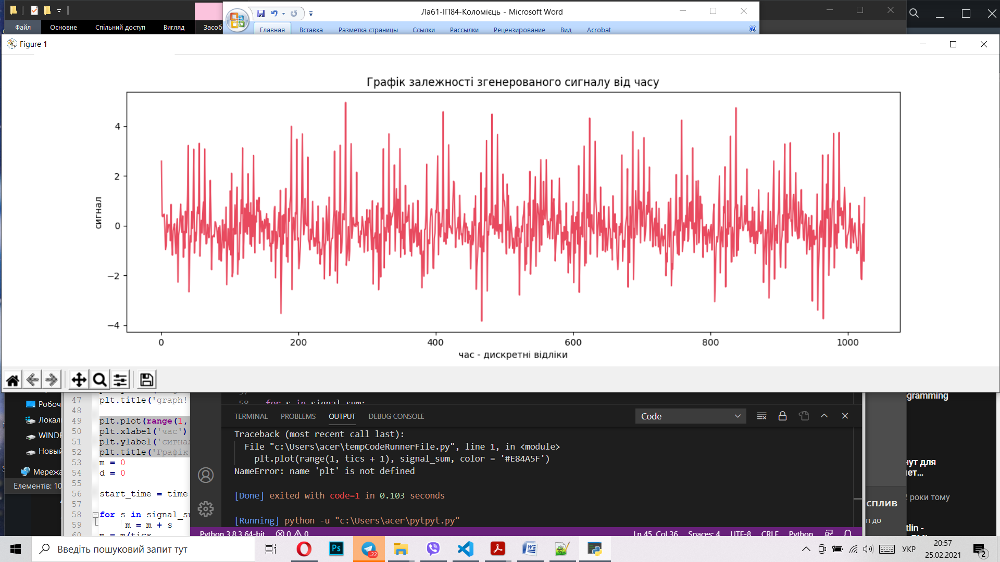 Лаб1-ІП84-Коломієць - Microsoft Word
Файл Основне Спільний доступ Вигляд Засоб
Главная Вставка Разметка страницы Ссылки Рассылки Рецензирование Вид Acrobat
Figure 1
Графік залежності згенерованого сигналу від часу
сигнал
4
2
0
−2
−4
0 200 400 600 800 1000
час - дискретні відліки
Робоч
Локал
WINDF
Новый
Мережа
Елементів: 10
47 plt.title('graph!
48
49 plt.plot(range(1,
50 plt.xlabel('час')
51 plt.ylabel('сигнал
52 plt.title('Графік
53 m = 0
54 d = 0
55
56 start_time = time
57
58 for s in signal_su
59 m = m + s
60 m = m/tics
58 for s in signal_sum:
TERMINAL PROBLEMS OUTPUT DEBUG CONSOLE Code
Traceback (most recent call last):
File "c:\Users\acer\tempCodeRunnerFile.py", line 1, in <module>
plt.plot(range(1, tics + 1), signal_sum, color = '#E84A5F')
NameError: name 'plt' is not defined
[Done] exited with code=1 in 0.103 seconds
[Running] python -u "c:\Users\acer\pytpyt.py"
Python 3.8.3 64-bit 0 0 Ln 45, Col 36 Spaces: 4 UTF-8 CRLF Python
ogramming
нут для
ет...
2 роки тому
СПЛИВ
п до
tlin -
Введіть пошуковий запит тут
Ps
..22
УКР
20:57
25.02.2021
2